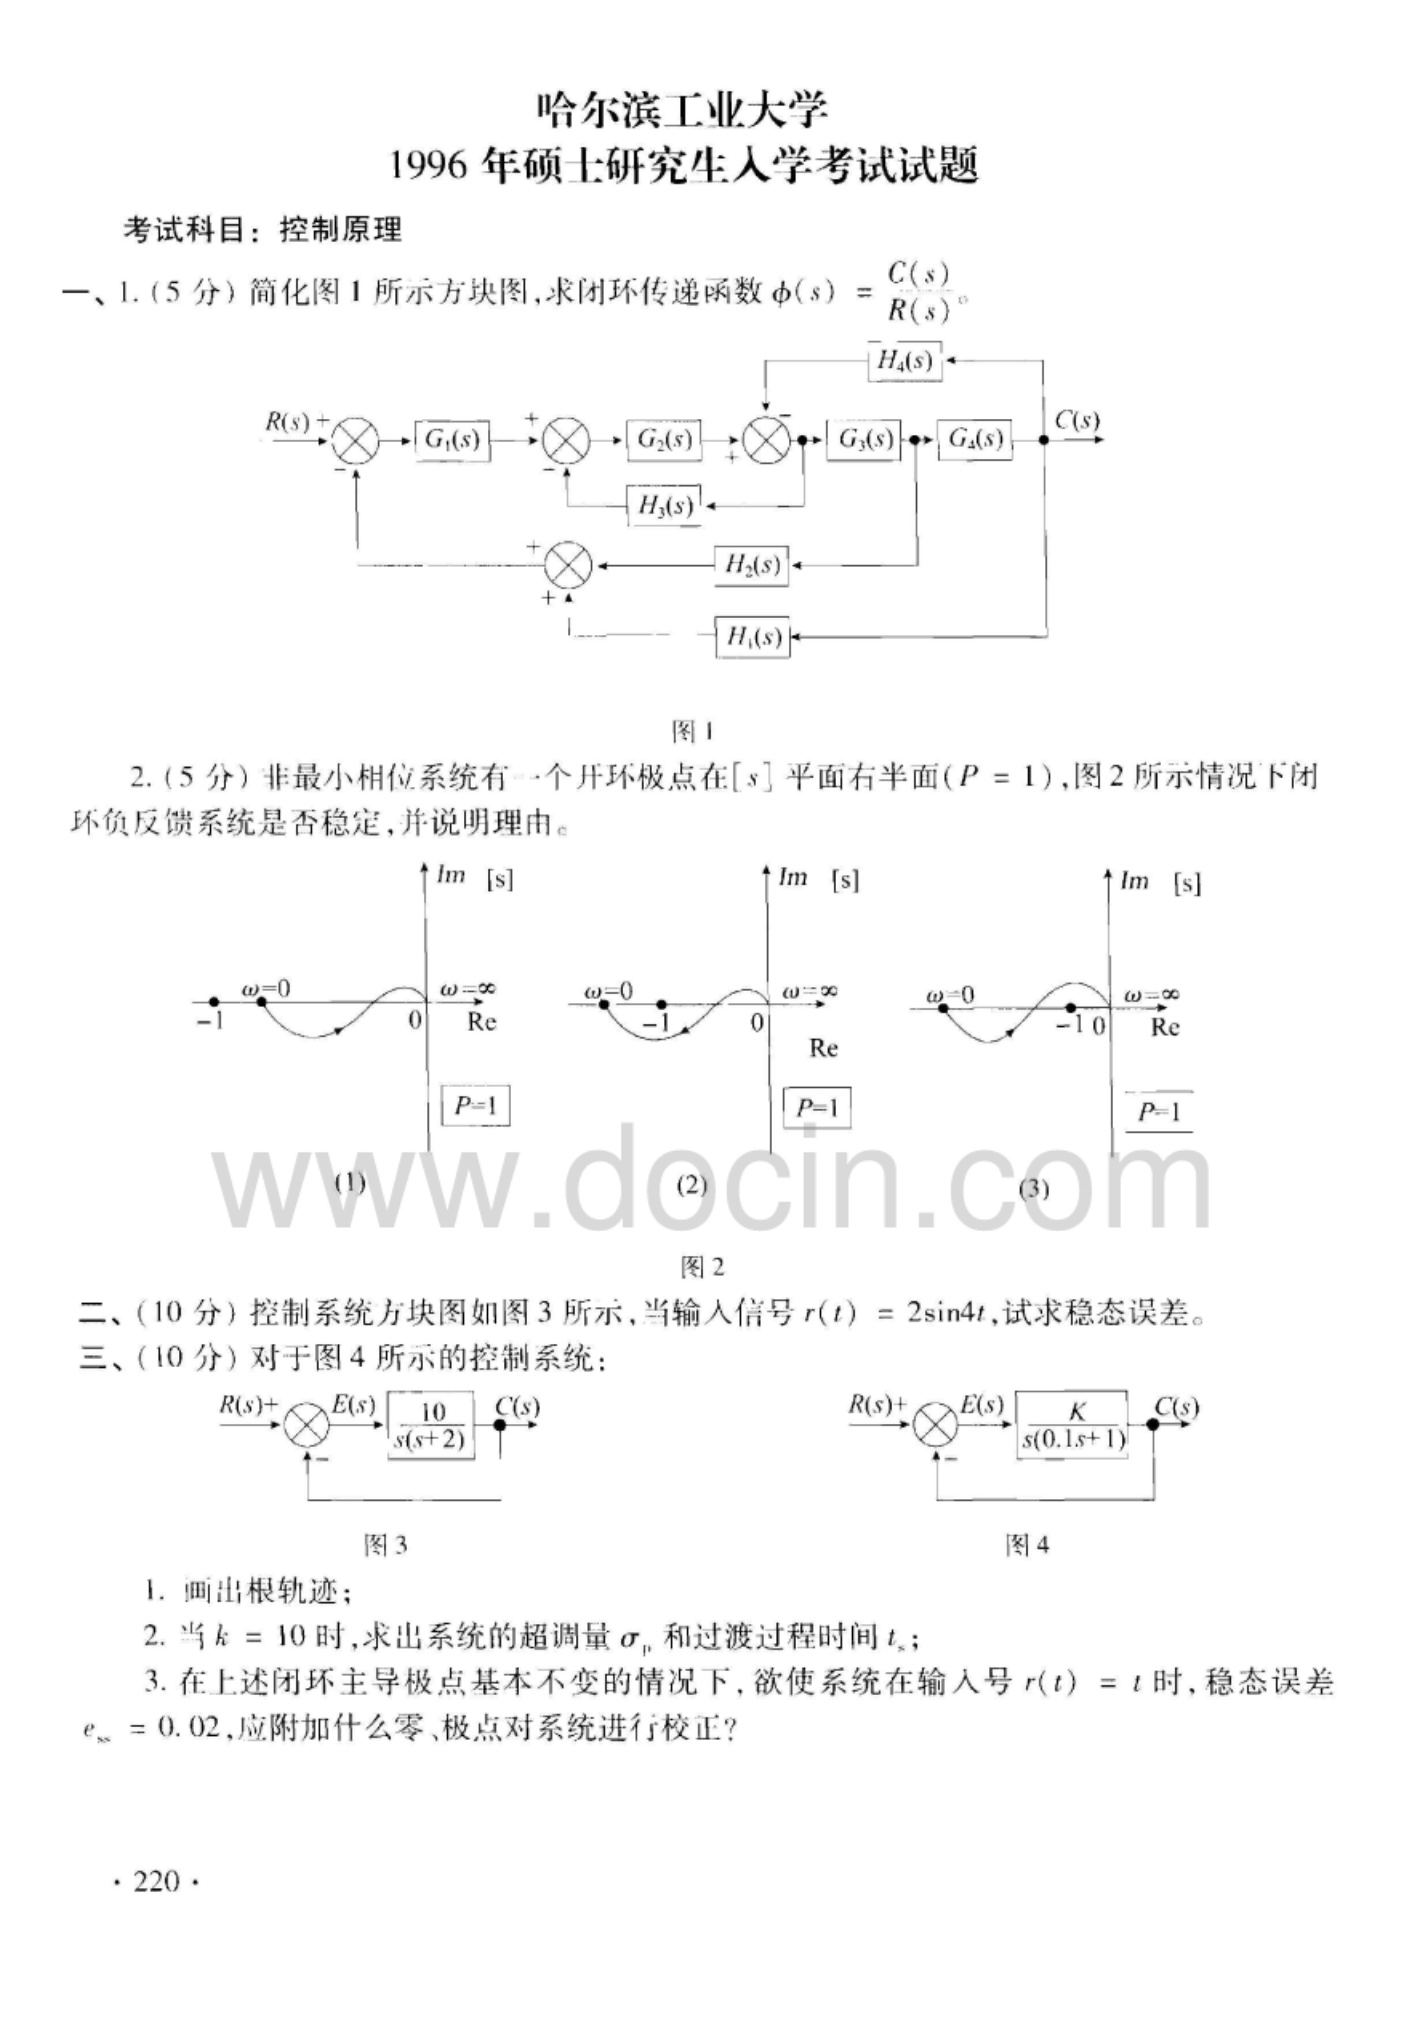 哈尔滨工业大学
1996 年硕士研究生入学考试试题
考试科目：控制原理
一、1.（5 分）简化图 1 所示方块图,求闭环传递函数 ϕ(s) = C(s)/R(s)。
H₄(s)
R(s) + G₁(s) + G₂(s) - G₃(s) G₄(s) C(s)
- - +
H₃(s)
+ H₂(s)
+
H₁(s)
图 1
2.（5 分）非最小相位系统有一个开环极点在[s] 平面右半面(P = 1),图 2 所示情况下闭
环负反馈系统是否稳定,并说明理由。
Im [s] Im [s] Im [s]
ω=0 ω=∞ ω=0 ω=∞ ω=0 ω=∞
-1 0 Re -1 0 Re -1 0 Re
P=1 P=1 P=1
(1) (2) (3)
www.docin.com
图 2
二、（10 分）控制系统方块图如图 3 所示,当输入信号 r(t) = 2sin4t,试求稳态误差。
三、（10 分）对于图 4 所示的控制系统：
R(s)+ E(s) 10/s(s+2) C(s) R(s)+ E(s) K/s(0.1s+1) C(s)
- -
图 3 图 4
1. 画出根轨迹；
2. 当 k = 10 时,求出系统的超调量 σₚ 和过渡过程时间 tₛ；
3. 在上述闭环主导极点基本不变的情况下,欲使系统在输入号 r(t) = t 时,稳态误差
eₛₛ = 0.02,应附加什么零、极点对系统进行校正?
· 220 ·